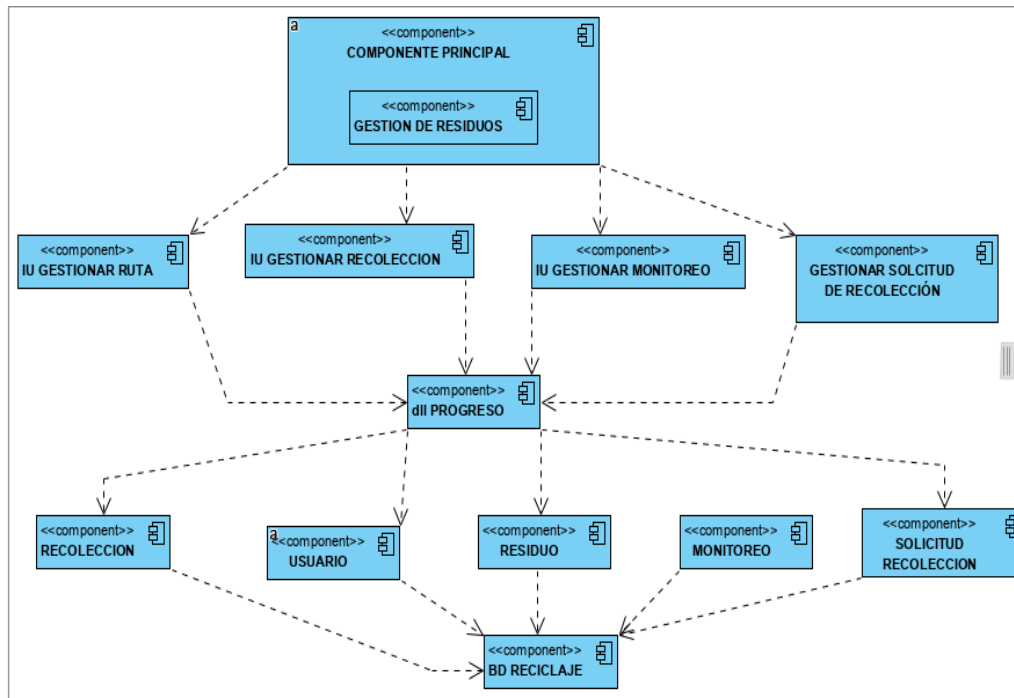 a
<<component>>
COMPONENTE PRINCIPAL
<<component>>
GESTION DE RESIDUOS
<<component>>
IU GESTIONAR RUTA
<<component>>
IU GESTIONAR RECOLECCION
<<component>>
IU GESTIONAR MONITOREO
<<component>>
GESTIONAR SOLCITUD
DE RECOLECCIÓN
<<component>>
dll PROGRESO
<<component>>
RECOLECCION
a
<<component>>
USUARIO
<<component>>
RESIDUO
<<component>>
MONITOREO
<<component>>
SOLICITUD
RECOLECCION
<<component>>
BD RECICLAJE